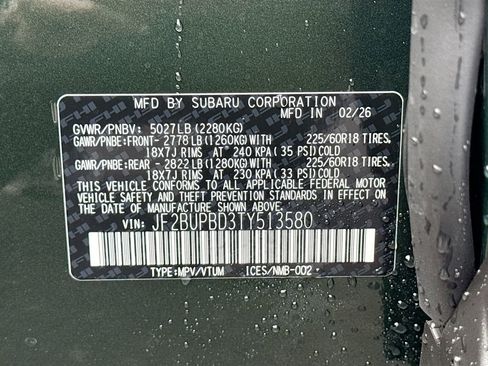 MFD BY SUBARU CORPORATION
MFD IN 02/26
GVWR/PNBV: 5027LB (2280KG)
GAWR/PNBE:FRONT- 2778 LB (1260KG) WITH 225/60R18 TIRES,
18X7J RIMS AT 240 KPA ( 35 PSI) COLD
GAWR/PNBE:REAR - 2822 LB (1280KG) WITH 225/60R18 TIRES,
18X7J RIMS AT 230 KPA ( 33 PSI) COLD
THIS VEHICLE CONFORMS TO ALL APPLICABLE FEDERAL MOTOR
VEHICLE SAFETY AND THEFT PREVENTION STANDARDS IN
EFFECT ON THE DATE OF MANUFACTURE SHOWN ABOVE.
VIN: JF2BUPBD3TY513580
TYPE:MPV/VTUM ICES/NMB-002